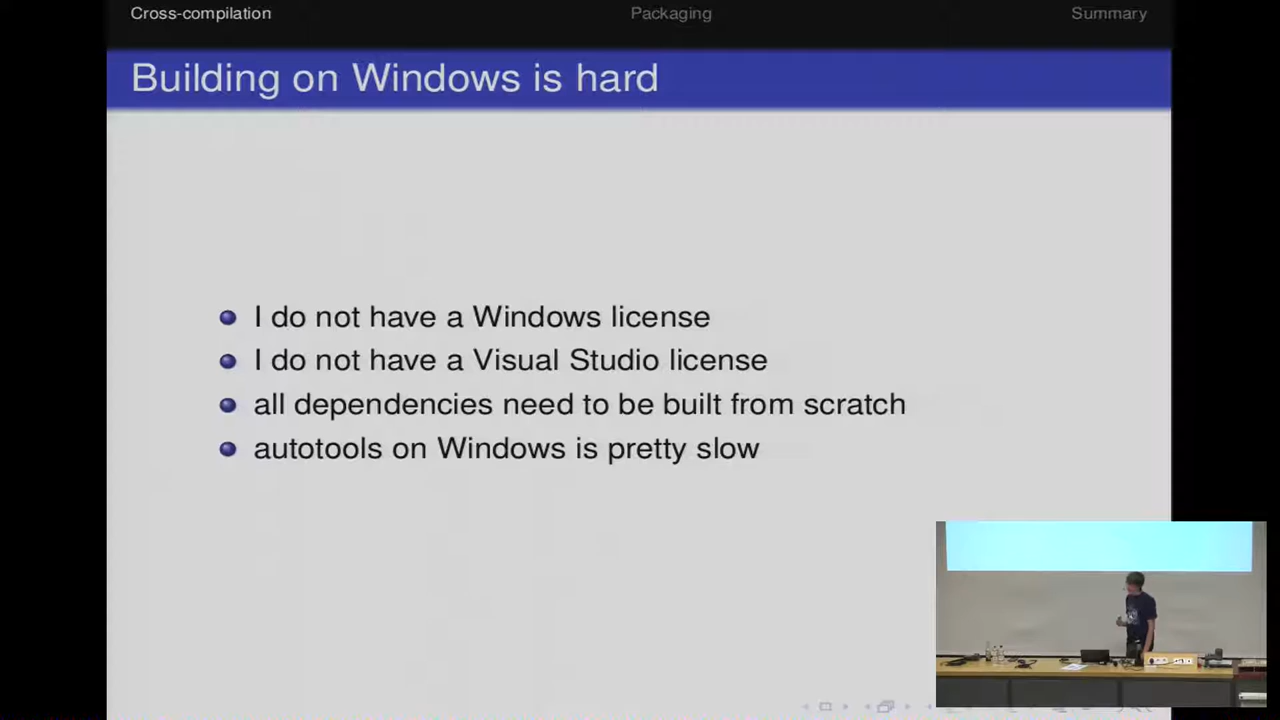 Cross-compilation Packaging Summary
Building on Windows is hard
I do not have a Windows license
I do not have a Visual Studio license
all dependencies need to be built from scratch
autotools on Windows is pretty slow